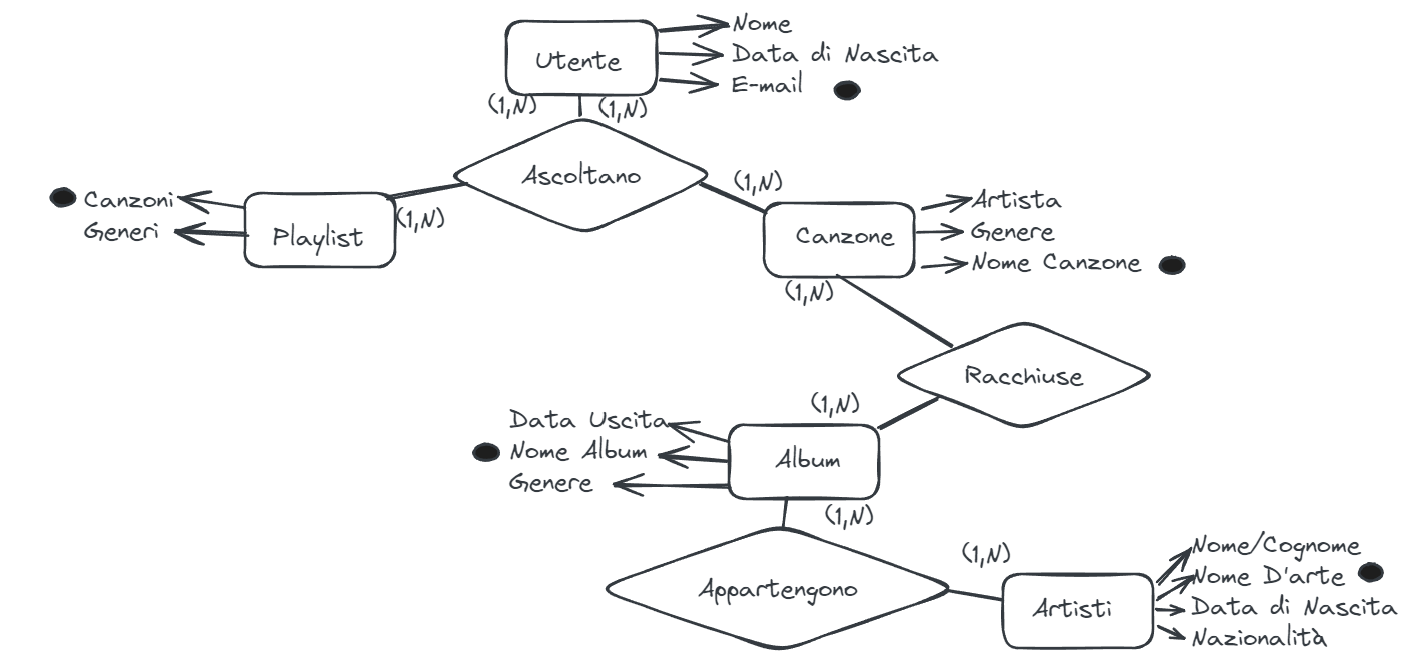 Nome
Utente
Data di Nascita
E-mail
(1,N)
(1,N)
Ascoltano
(1,N)
Canzoni
Generi
Playlist
(1,N)
Canzone
Artista
Genere
Nome Canzone
(1,N)
Racchiuse
(1,N)
Data Uscita
Nome Album
Genere
Album
(1,N)
Appartengono
(1,N)
Artisti
Nome/Cognome
Nome D'arte
Data di Nascita
Nazionalità